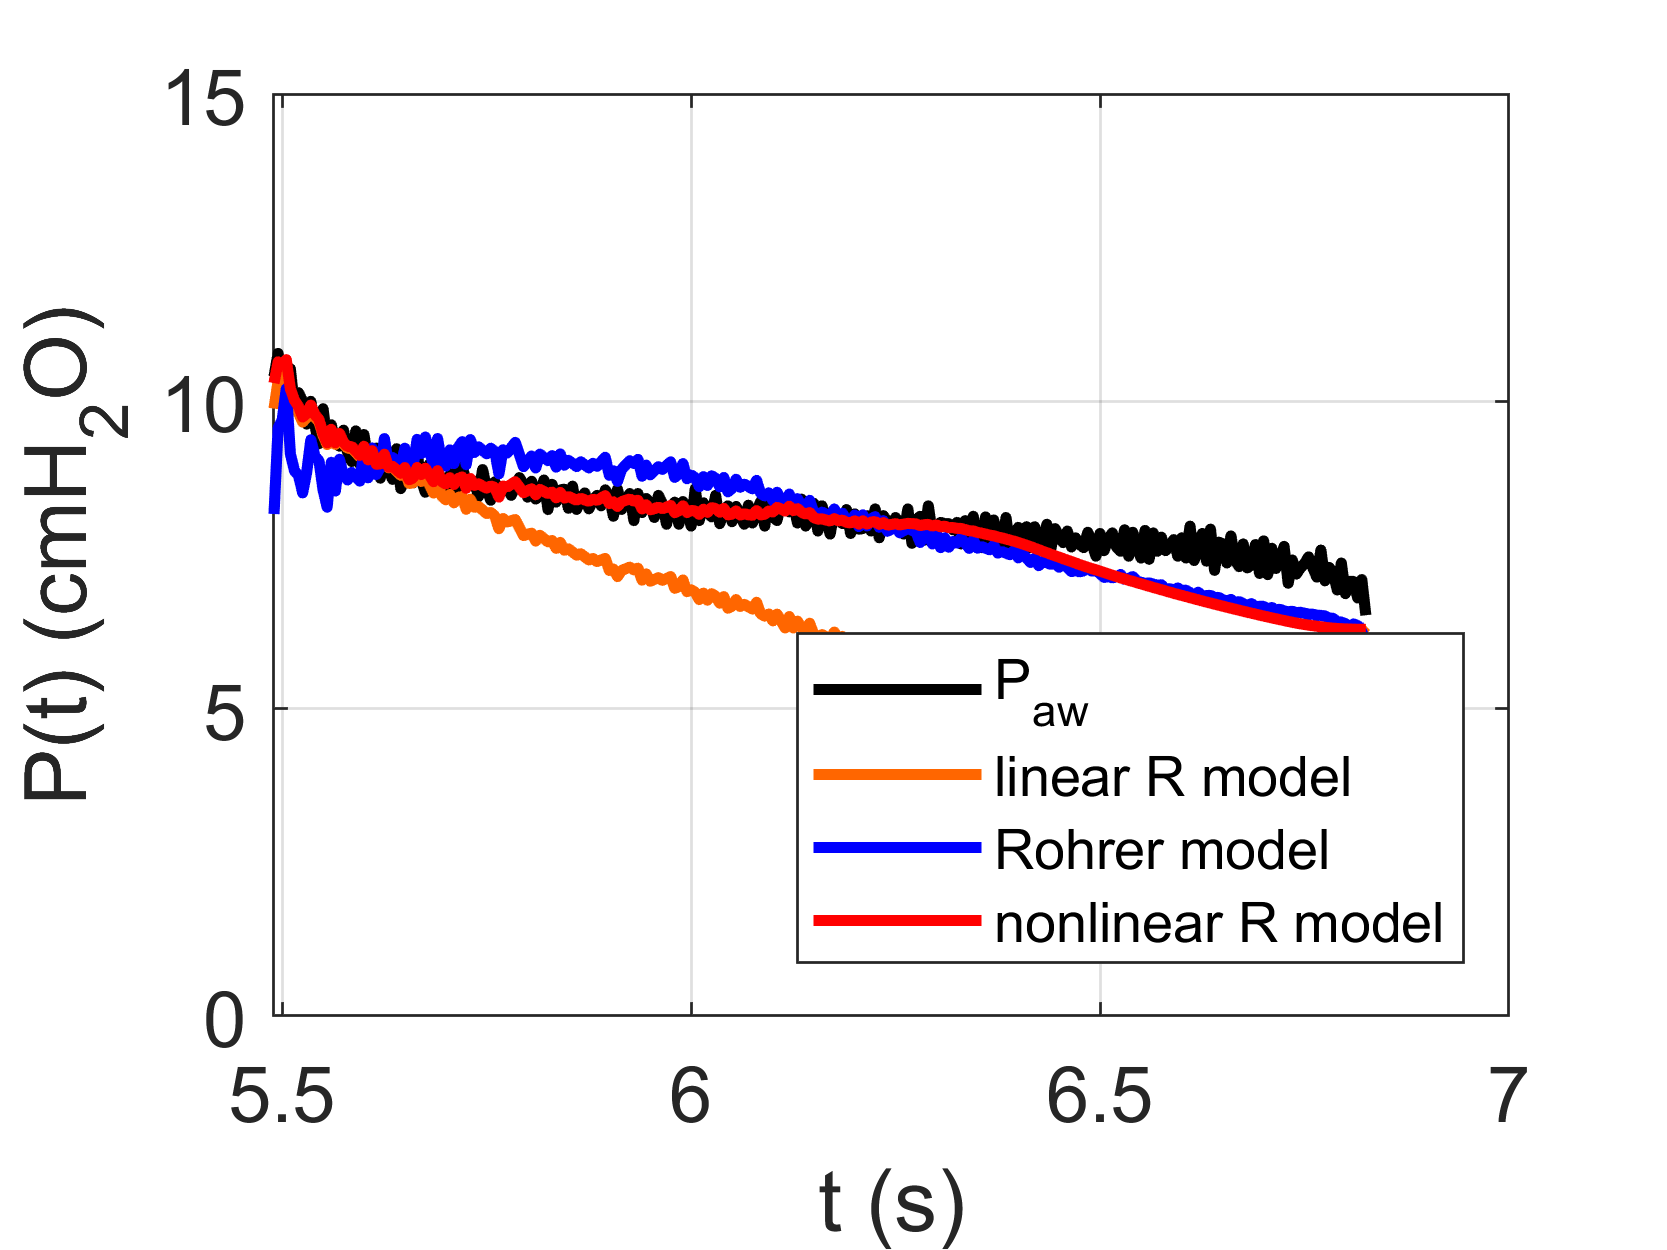 15
10
5
0
P(t) (cmH2O)
5.5 6 6.5 7
t (s)
Paw
linear R model
Rohrer model
nonlinear R model